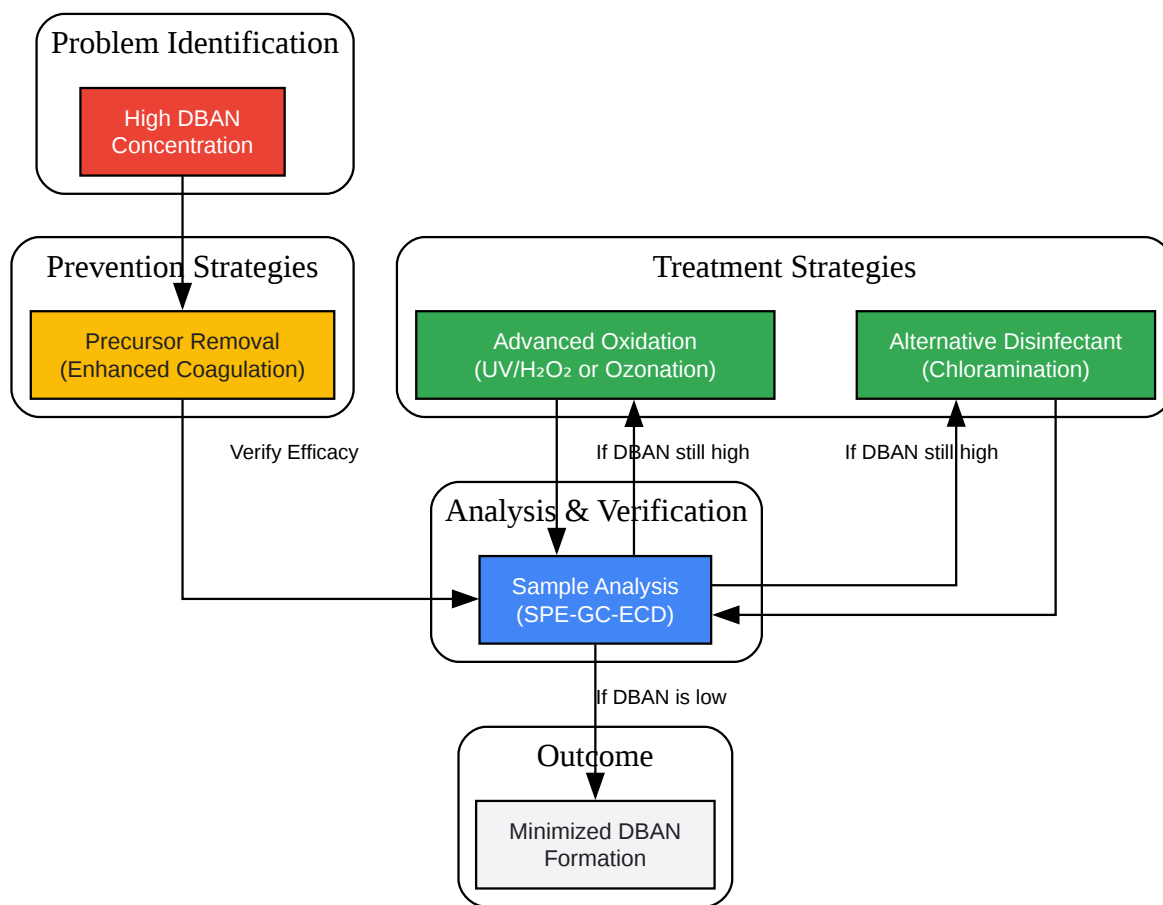 Problem Identification
High DBAN
Concentration
Prevention Strategies
Precursor Removal
(Enhanced Coagulation)
Treatment Strategies
Advanced Oxidation
(UV/H₂O₂ or Ozonation)
Alternative Disinfectant
(Chloramination)
Verify Efficacy
If DBAN still high
If DBAN still high
Analysis & Verification
Sample Analysis
(SPE-GC-ECD)
If DBAN is low
Outcome
Minimized DBAN
Formation